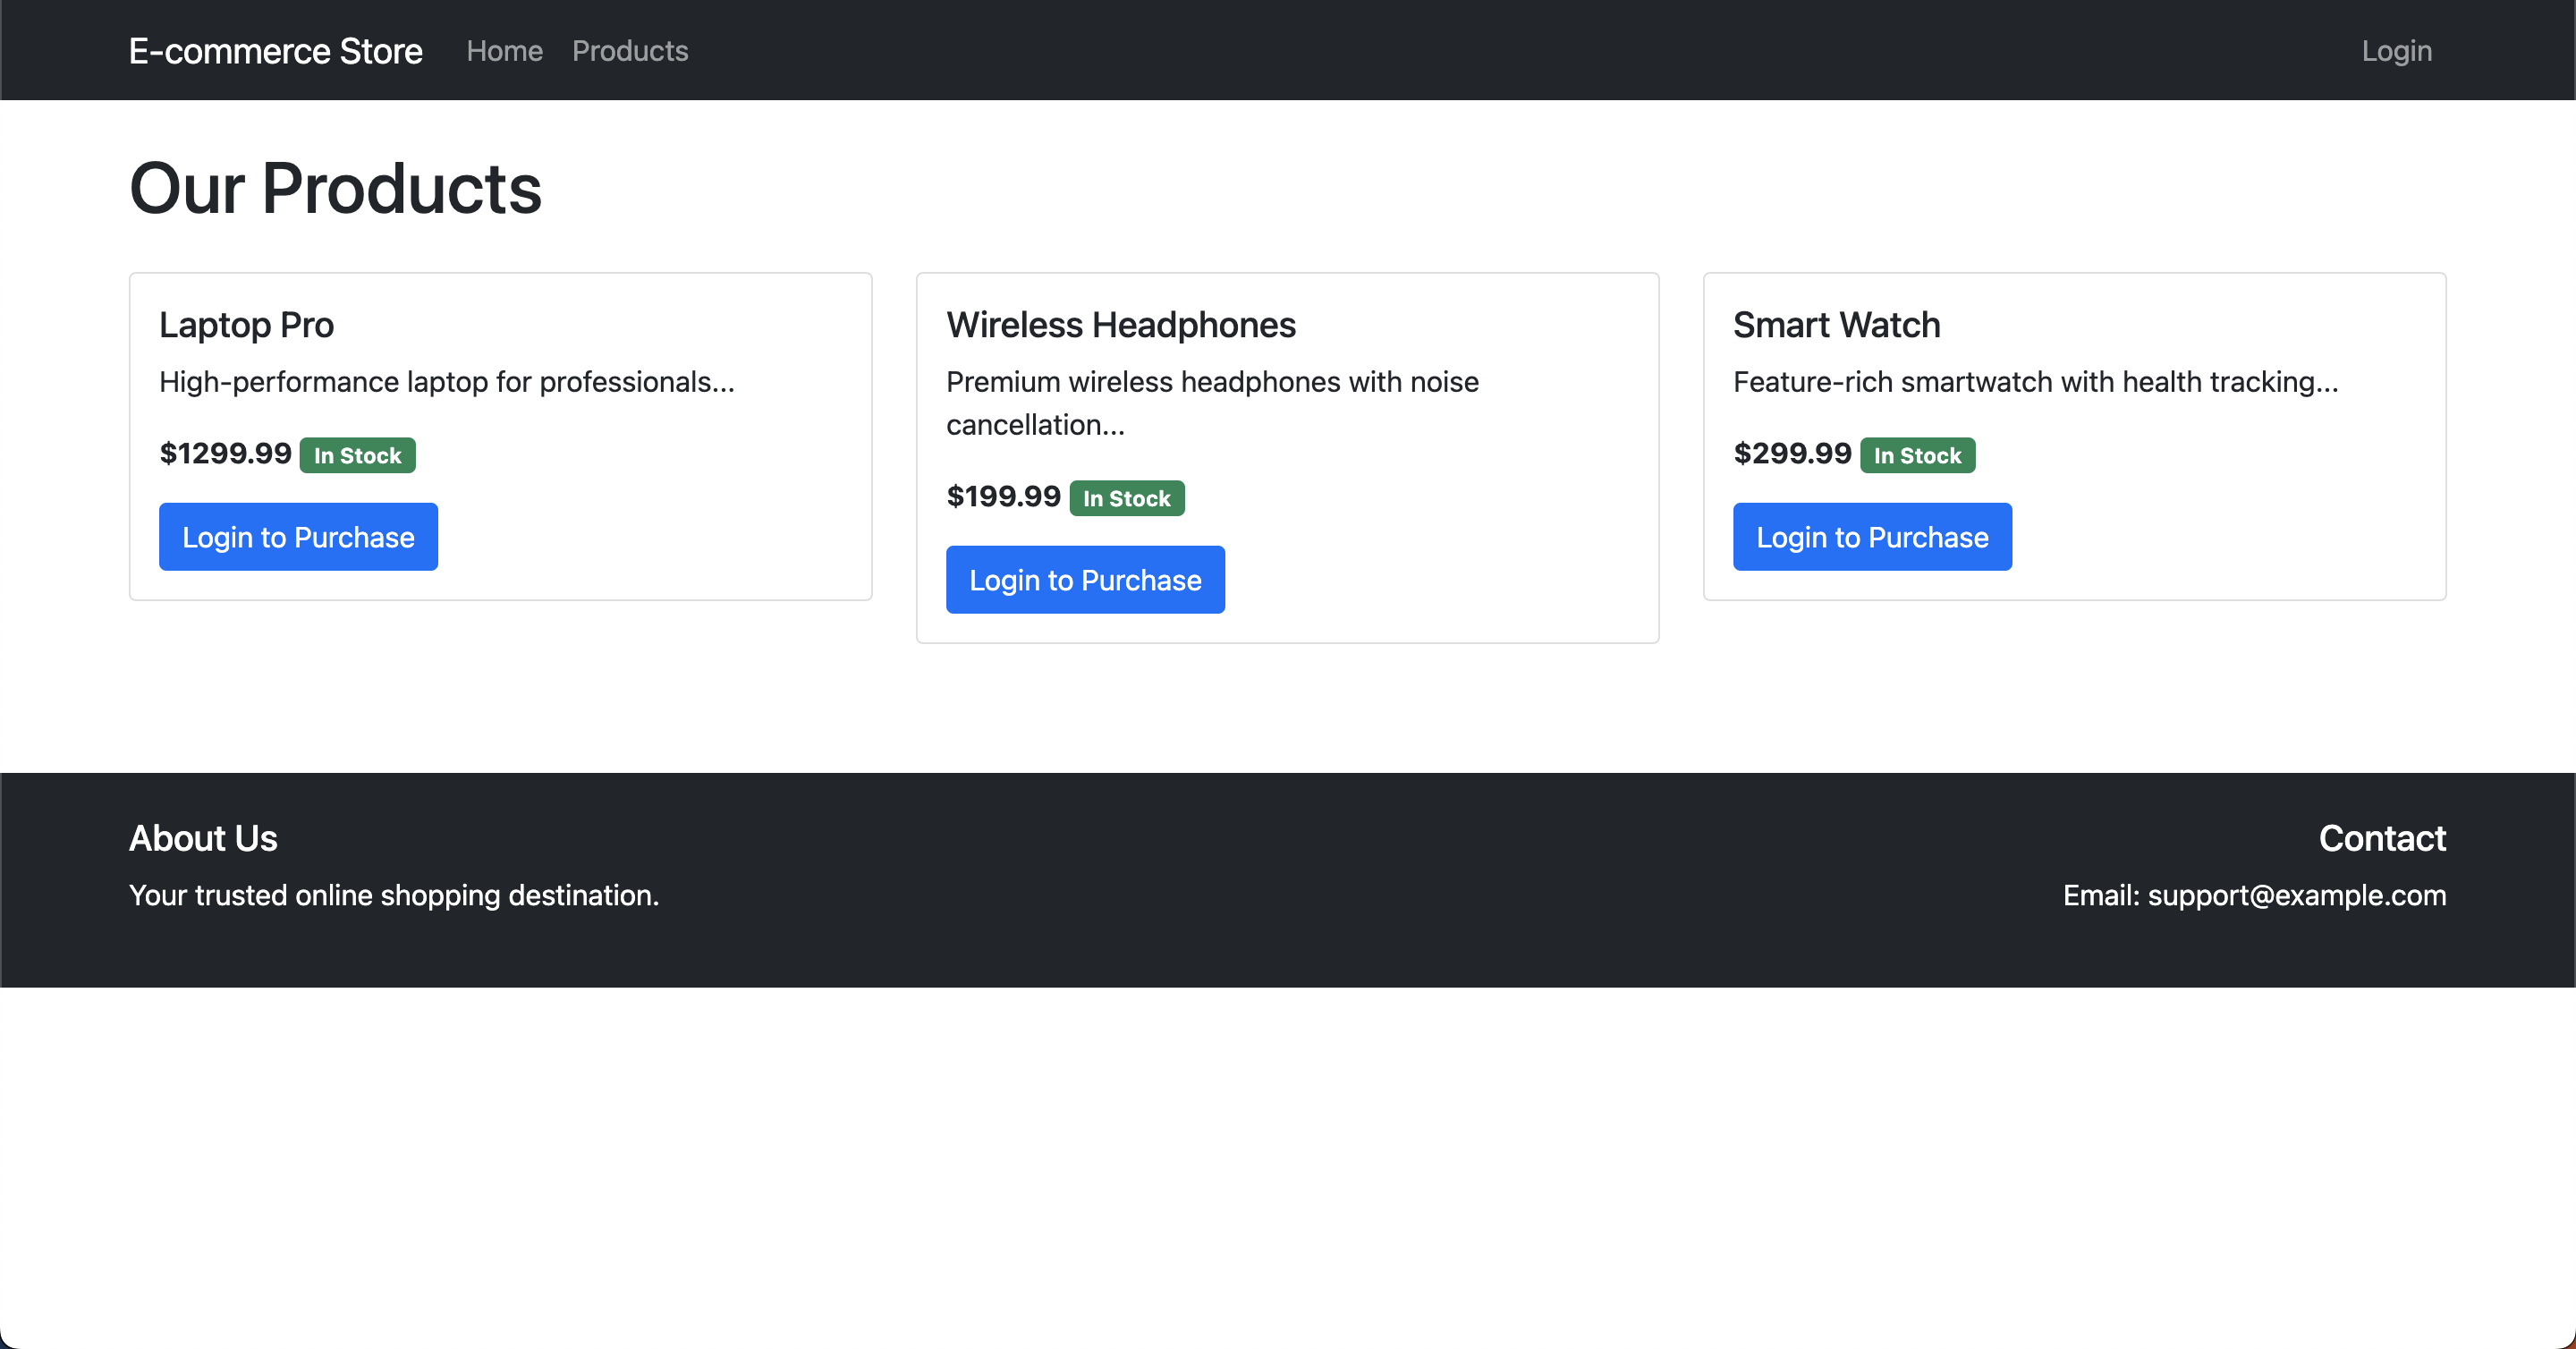 E-commerce Store Home Products Login
Our Products
Laptop Pro
High-performance laptop for professionals...
$1299.99 In Stock
Login to Purchase
Wireless Headphones
Premium wireless headphones with noise
cancellation...
$199.99 In Stock
Login to Purchase
Smart Watch
Feature-rich smartwatch with health tracking...
$299.99 In Stock
Login to Purchase
About Us
Your trusted online shopping destination.
Contact
Email: support@example.com